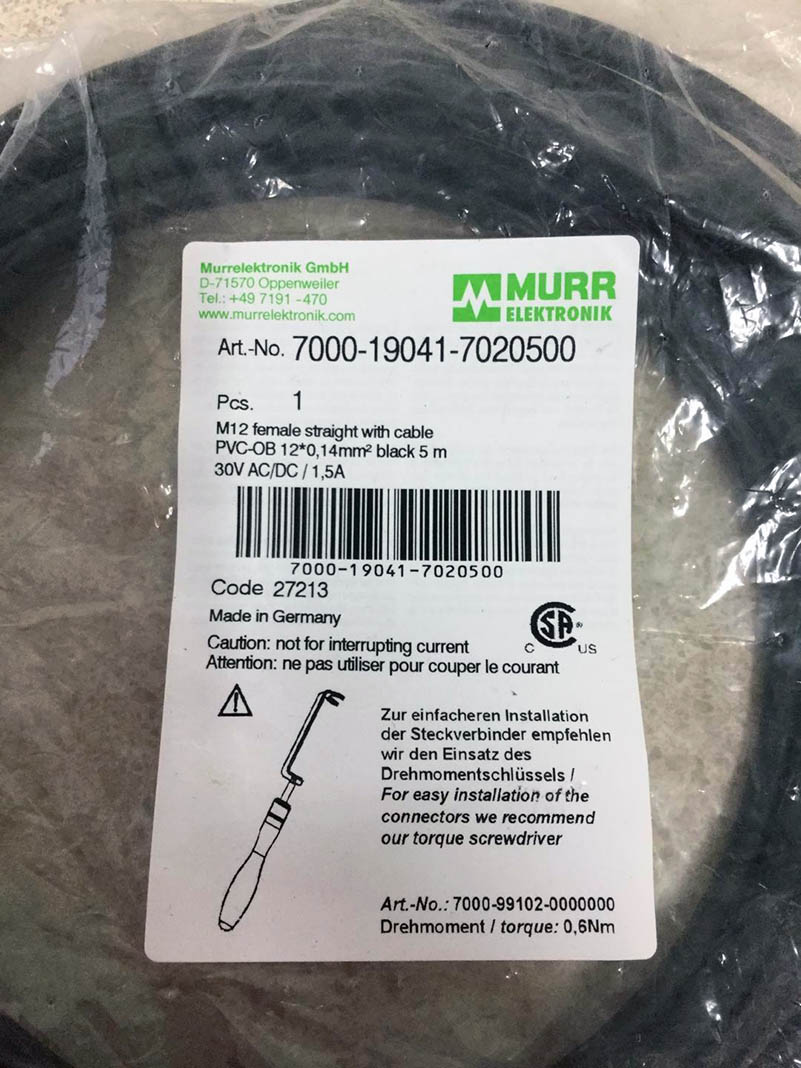 Murrelektronik GmbH
D-71570 Oppenweiler
Tel.: +49 7191 -470
www.murrelektronik.com
MURR
ELEKTRONIK
Art.-No. 7000-19041-7020500
Pcs. 1
M12 female straight with cable
PVC-OB 12*0,14mm² black 5 m
30V AC/DC / 1,5A
7000-19041-7020500
Code 27213
Made in Germany
Caution: not for interrupting current
Attention: ne pas utiliser pour couper le courant
C SA ® US
Zur einfacheren Installation
der Steckverbinder empfehlen
wir den Einsatz des
Drehmomentschlüssels /
For easy installation of the
connectors we recommend
our torque screwdriver
Art.-No.: 7000-99102-0000000
Drehmoment / torque: 0,6Nm